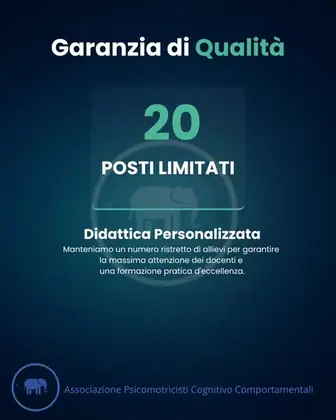 Garanzia di Qualità
20
POSTI LIMITATI
Didattica Personalizzata
Manteniamo un numero ristretto di allievi per garantire
la massima attenzione dei docenti e
una formazione pratica d'eccellenza.
Associazione Psicomotricisti Cognitivo Comportamentali